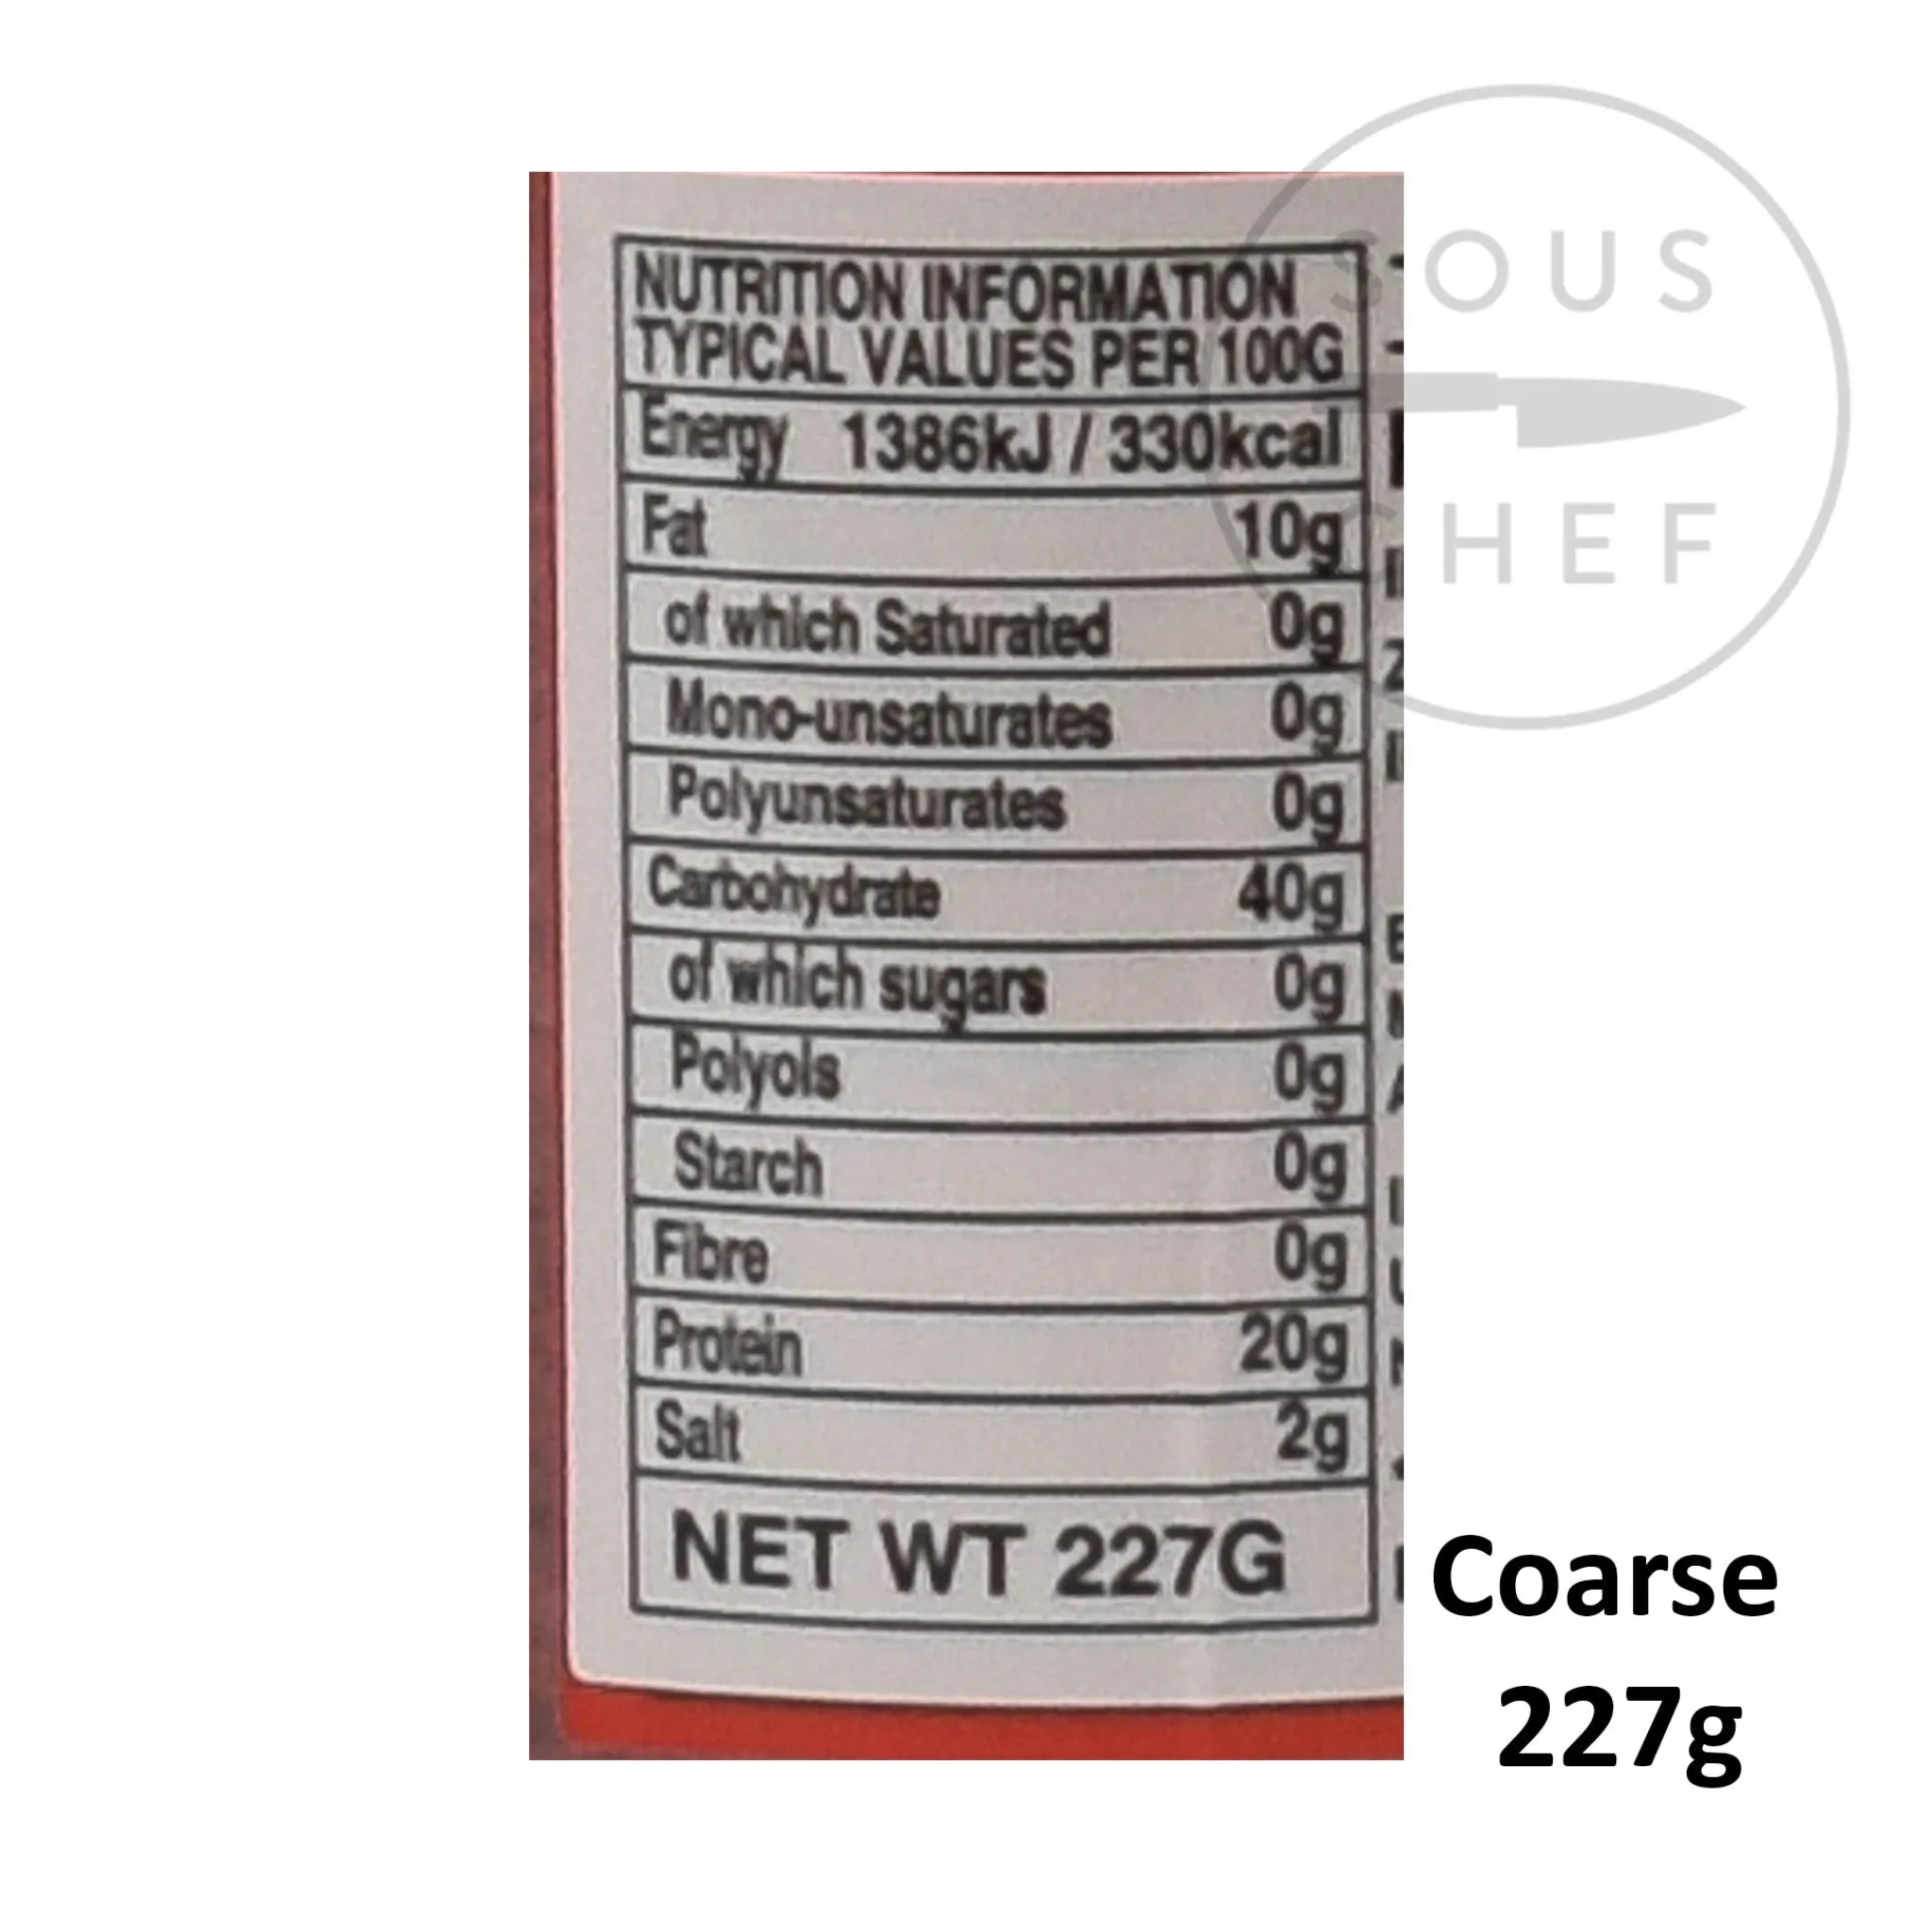 SOUS
CHEF
NUTRITION INFORMATION
TYPICAL VALUES PER 100G
Energy 1386kJ / 330kcal
Fat 10g
of which Saturated 0g
Mono-unsaturates 0g
Polyunsaturates 0g
Carbohydrate 40g
of which sugars 0g
Polyols 0g
Starch 0g
Fibre 0g
Protein 20g
Salt 2g
NET WT 227G
Coarse
227g